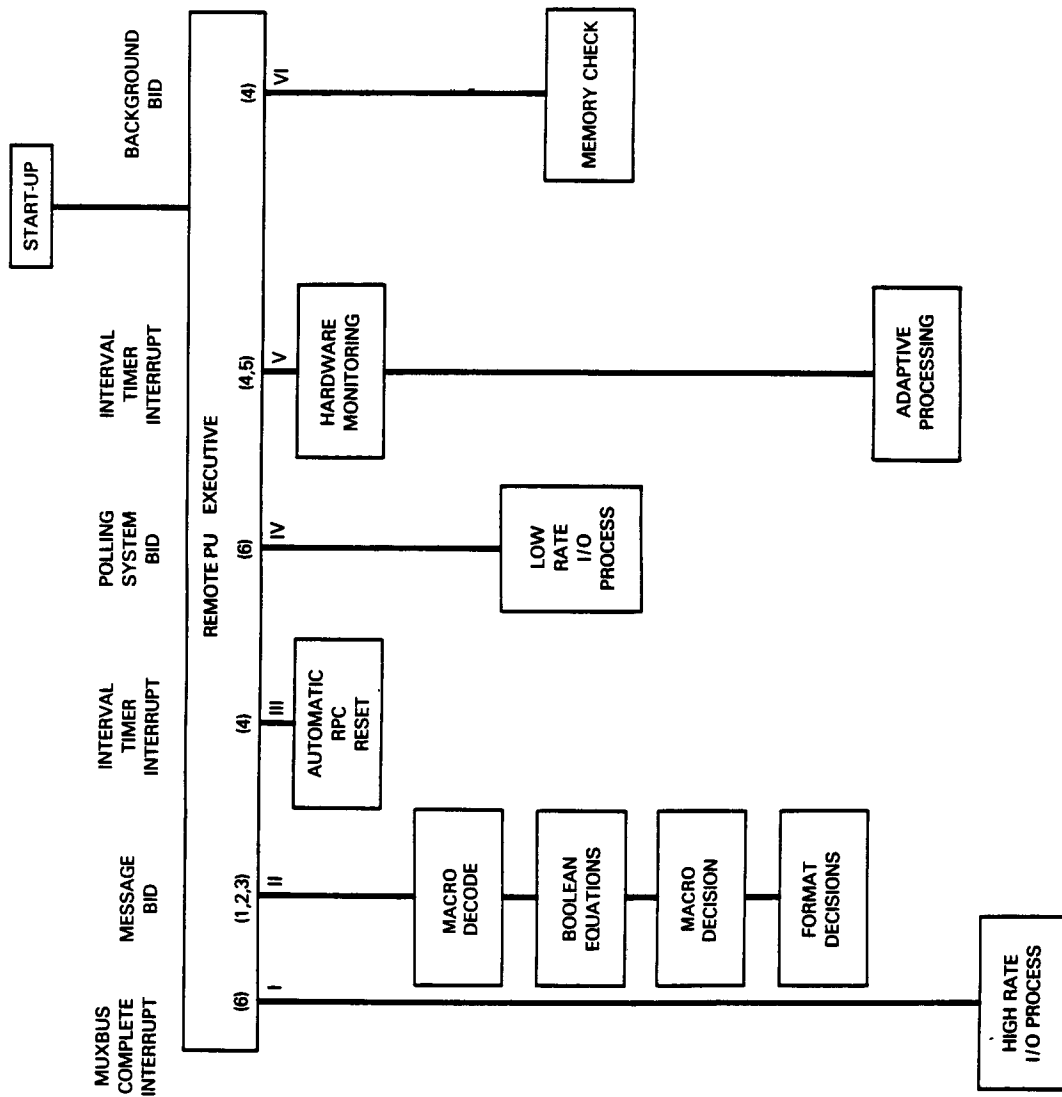 START-UP
MUXBUS
COMPLETE
INTERRUPT
MESSAGE
BID
INTERVAL
TIMER
INTERRUPT
POLLING
SYSTEM
BID
INTERVAL
TIMER
INTERRUPT
BACKGROUND
BID
REMOTE PU EXECUTIVE
(6)
(1,2,3)
(4)
(6)
(4,5)
(4)
I
II
III
IV
V
VI
AUTOMATIC
RPC
RESET
HARDWARE
MONITORING
MACRO
DECODE
LOW
RATE
I/O
PROCESS
MEMORY CHECK
BOOLEAN
EQUATIONS
MACRO
DECISION
FORMAT
DECISIONS
ADAPTIVE
PROCESSING
HIGH RATE
I/O PROCESS